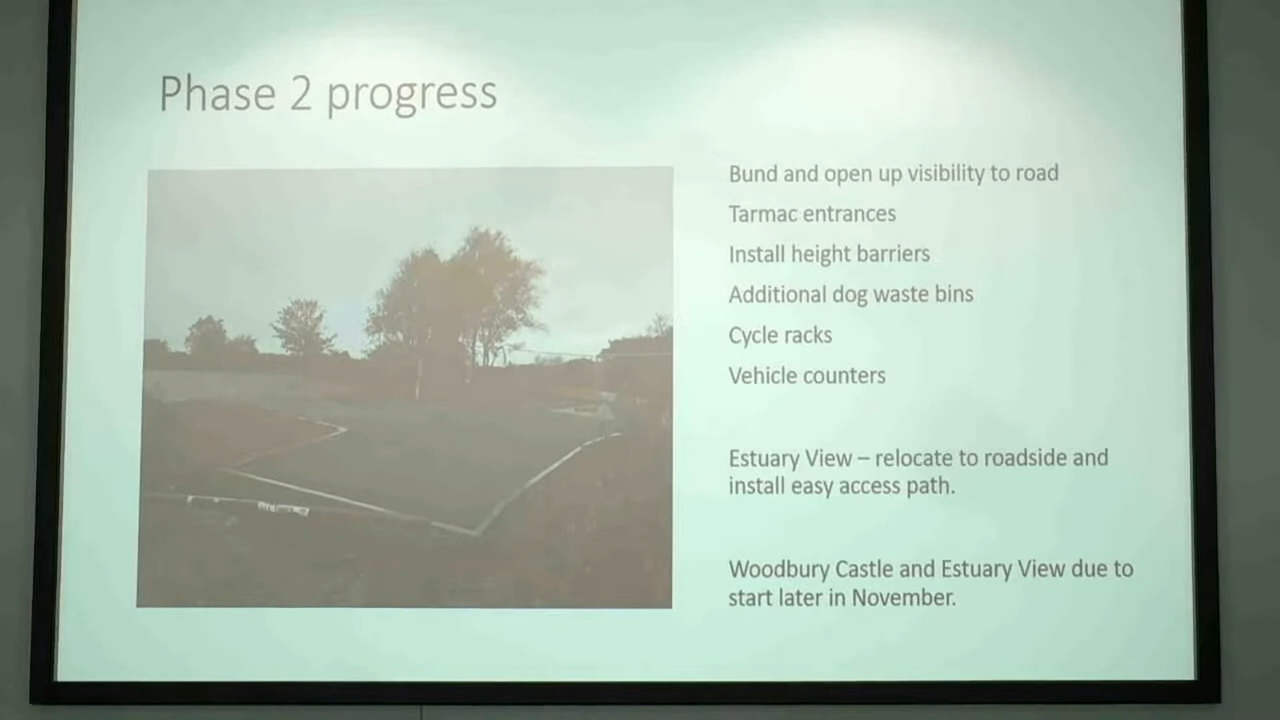 Phase 2 progress
Bund and open up visibility to road
Tarmac entrances
Install height barriers
Additional dog waste bins
Cycle racks
Vehicle counters
Estuary View – relocate to roadside and
install easy access path.
Woodbury Castle and Estuary View due to
start later in November.